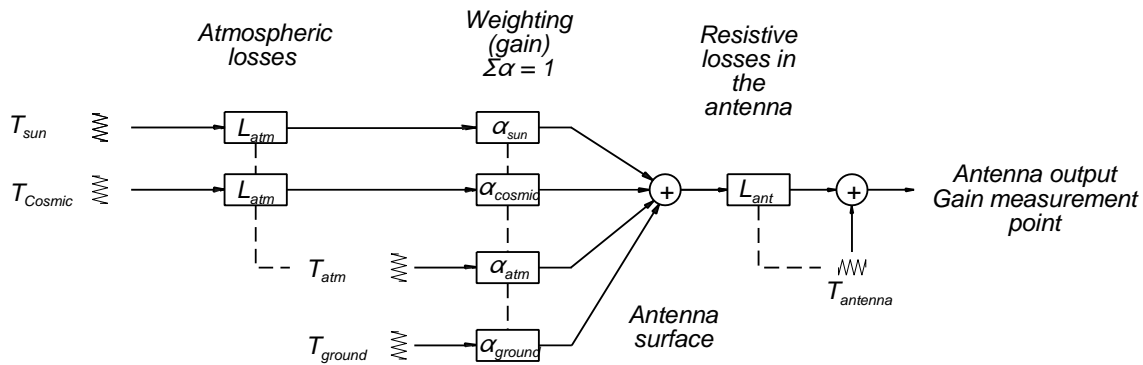 Atmospheric
losses
Weighting
(gain)
Σα = 1
Resistive
losses in
the
antenna
T_sun
L_atm
α_sun
T_Cosmic
L_atm
α_cosmic
+
L_ant
+
Antenna output
Gain measurement
point
T_atm
α_atm
T_antenna
Antenna
surface
T_ground
α_ground